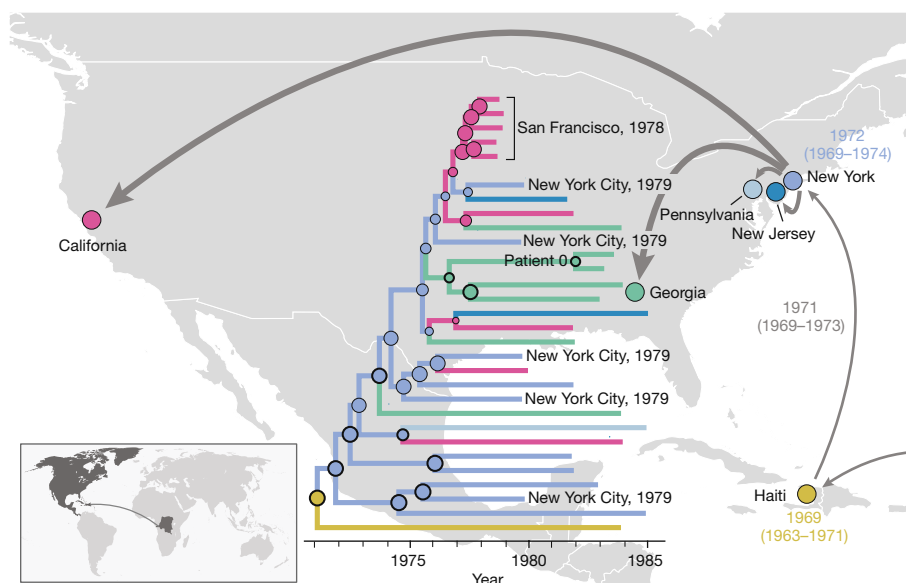 San Francisco, 1978
1972
(1969–1974)
New York City, 1979
New York
Pennsylvania
New Jersey
California
New York City, 1979
Patient 0
Georgia
1971
(1969–1973)
New York City, 1979
New York City, 1979
Haiti
New York City, 1979
1969
(1963–1971)
1975
1980
1985
Year